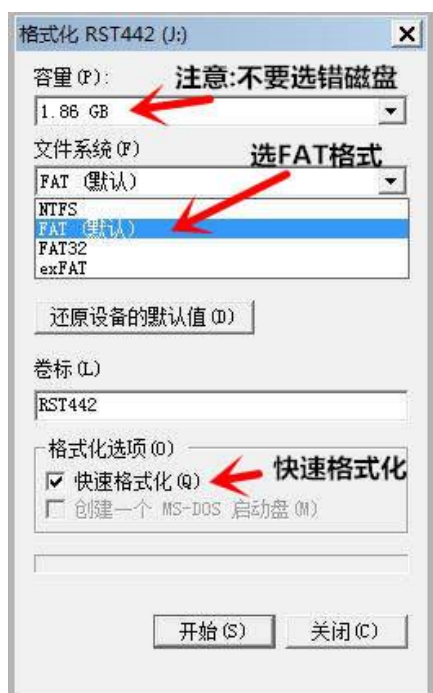 格式化 RST442 (J:)
容量(P):
注意:不要选错磁盘
1.86 GB
文件系统(F)
选FAT格式
FAT (默认)
NTFS
FAT (默认)
FAT32
exFAT
还原设备的默认值(D)
卷标(L)
RST442
格式化选项(O)
快速格式化(Q)
快速格式化
创建一个 MS-DOS 启动盘(M)
开始(S)
关闭(C)